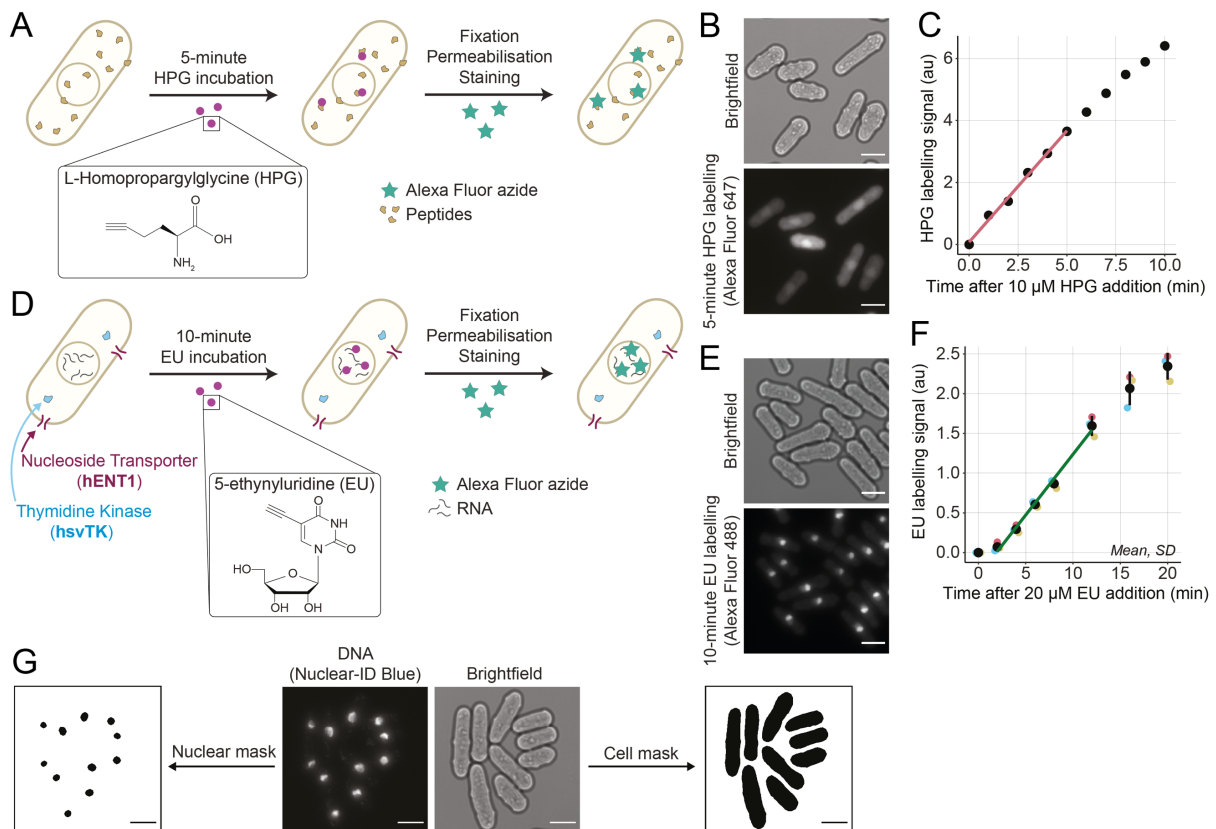 A
5-minute
HPG incubation
Fixation
Permeabilisation
Staining
L-Homopropargylglycine (HPG)
O
OH
NH2
Alexa Fluor azide
Peptides
B
Brightfield
5-minute HPG labelling
(Alexa Fluor 647)
C
HPG labelling signal (au)
6
4
2
0
0.0 2.5 5.0 7.5 10.0
Time after 10 µM HPG addition (min)
D
10-minute
EU incubation
Fixation
Permeabilisation
Staining
Nucleoside Transporter
(hENT1)
Thymidine Kinase
(hsvTK)
5-ethynyluridine (EU)
O
NH
N
O
HO
O
OH OH
Alexa Fluor azide
RNA
E
Brightfield
10-minute EU labelling
(Alexa Fluor 488)
F
EU labeling signal (au)
2.5
2.0
1.5
1.0
0.5
0.0
0 5 10 15 20
Mean, SD
Time after 20 µM EU addition (min)
G
DNA
(Nuclear-ID Blue)
Brightfield
Nuclear mask
Cell mask